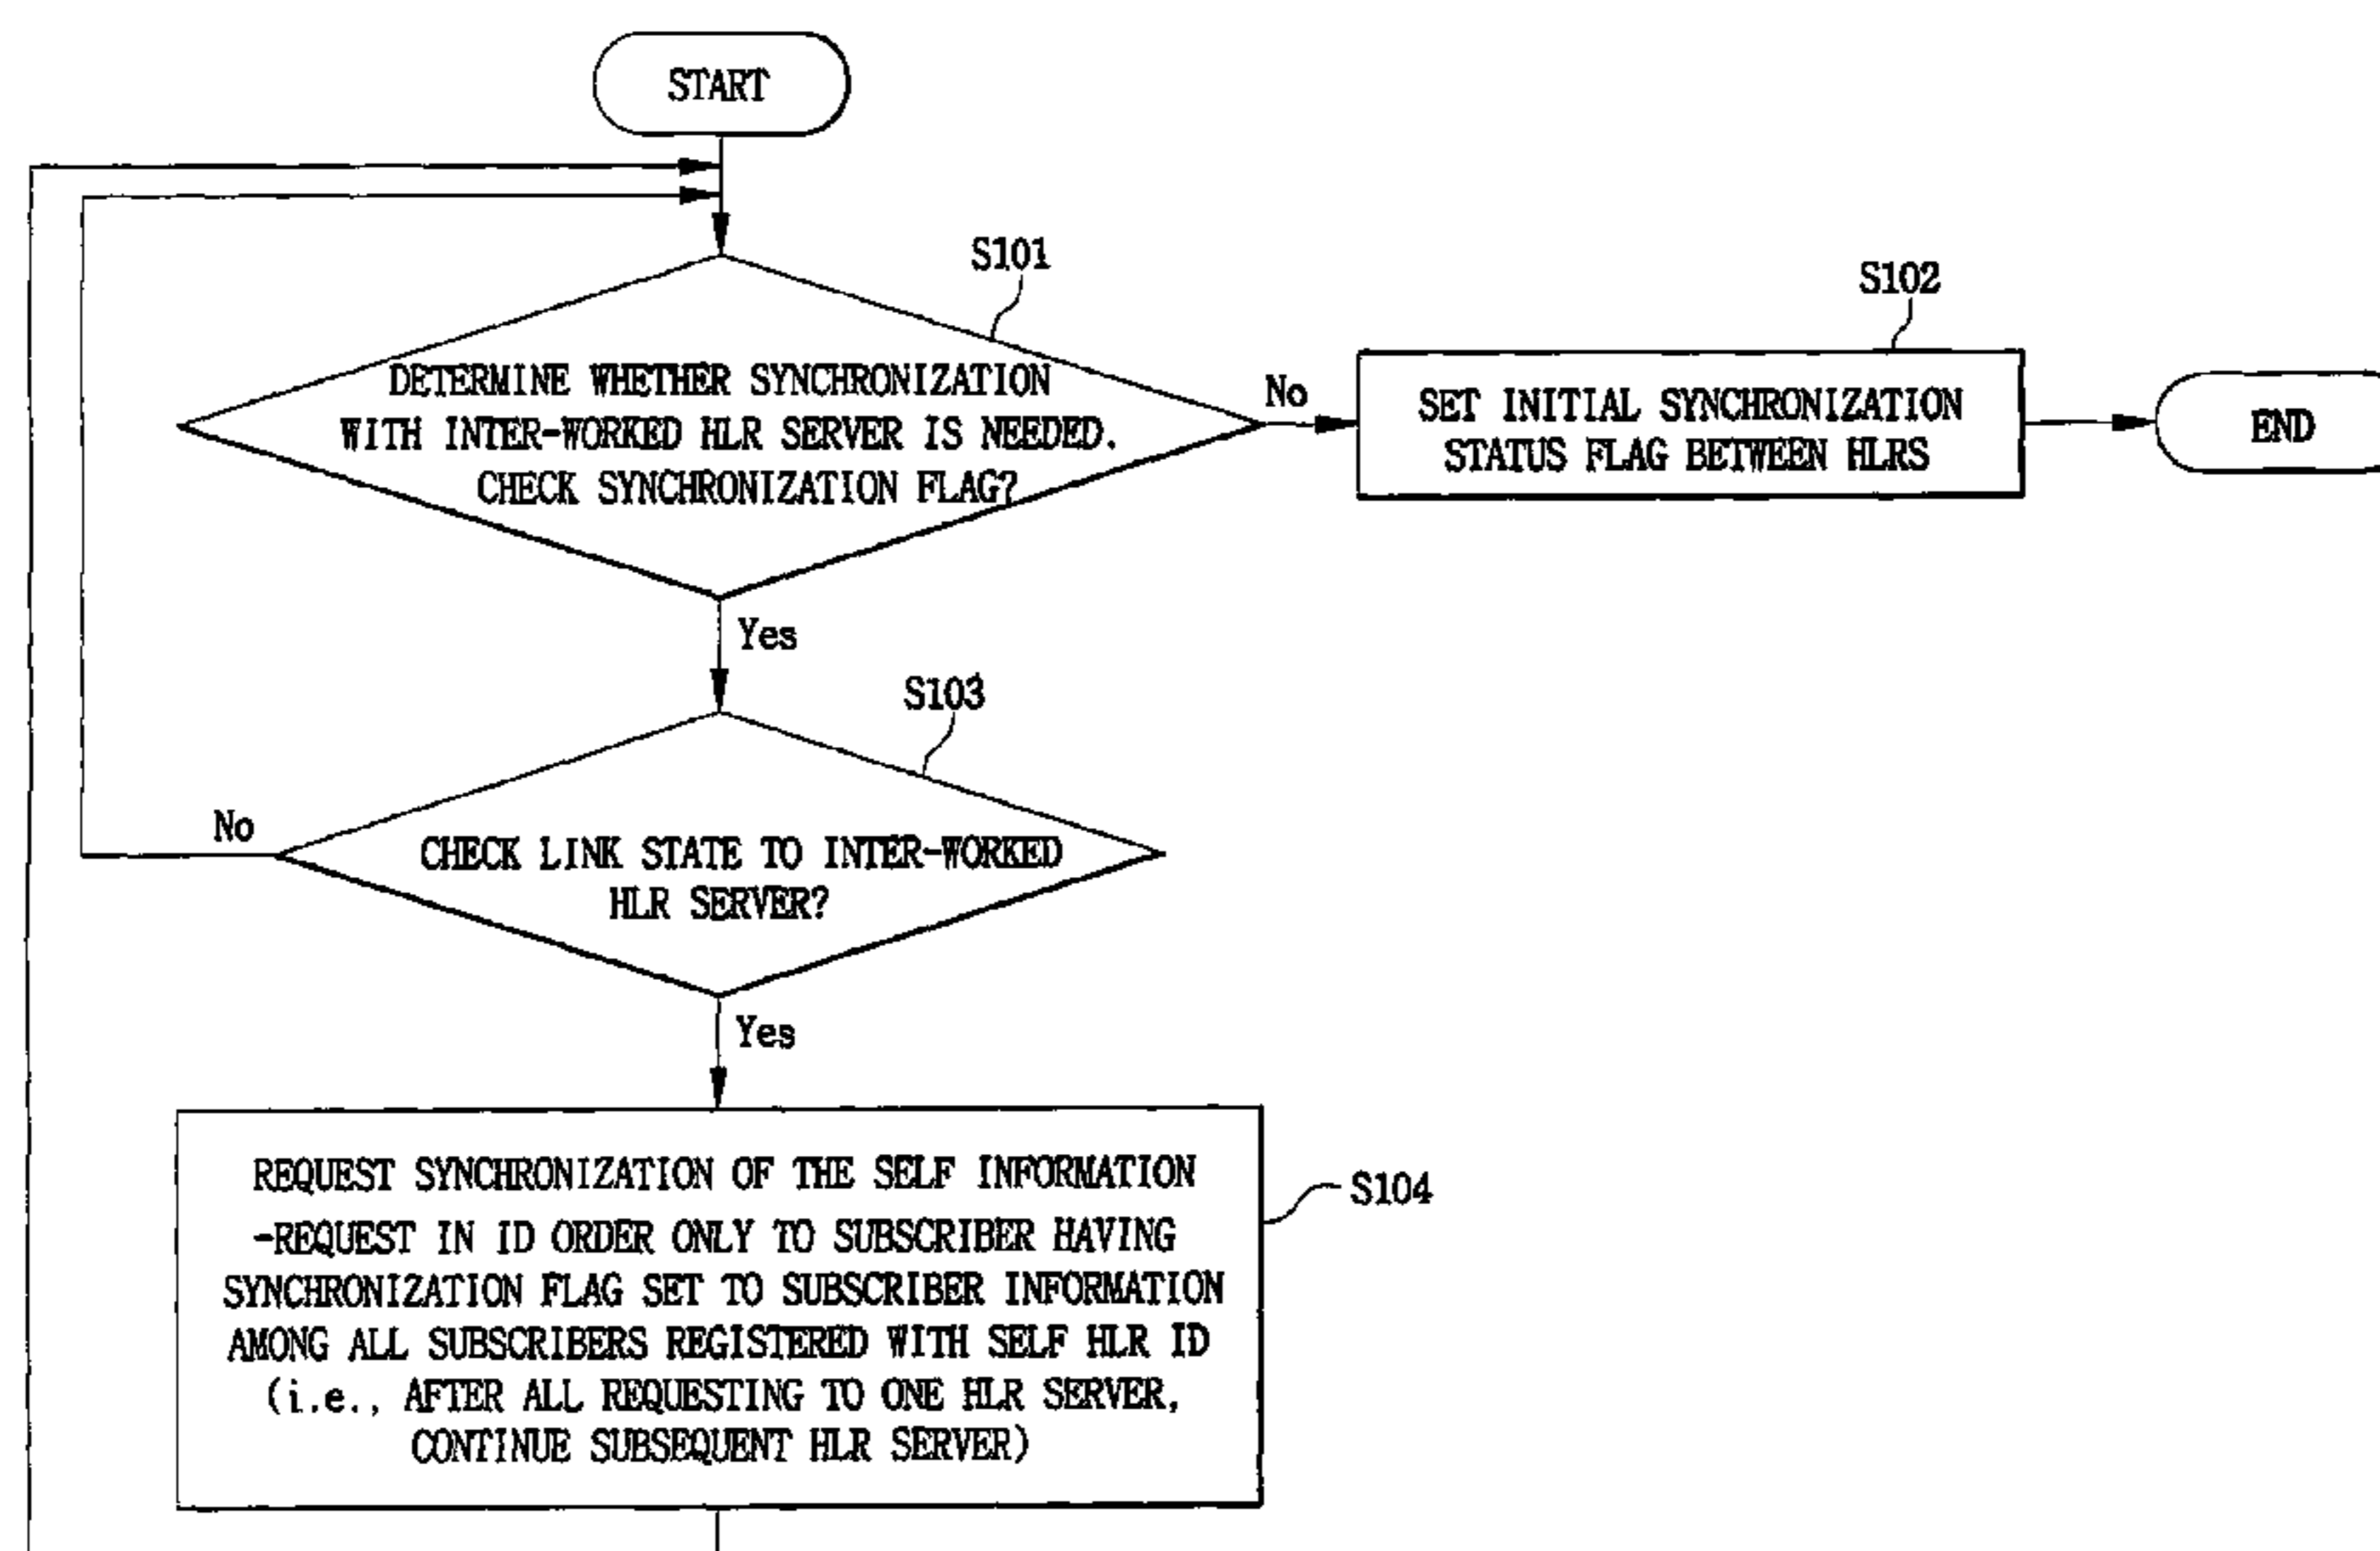 START
S101
S102
DETERMINE WHETHER SYNCHRONIZATION
WITH INTER-WORKED HLR SERVER IS NEEDED.
CHECK SYNCHRONIZATION FLAG?
No
SET INITIAL SYNCHRONIZATION
STATUS FLAG BETWEEN HLRS
END
Yes
S103
No
CHECK LINK STATE TO INTER-WORKED
HLR SERVER?
Yes
REQUEST SYNCHRONIZATION OF THE SELF INFORMATION
-REQUEST IN ID ORDER ONLY TO SUBSCRIBER HAVING
SYNCHRONIZATION FLAG SET TO SUBSCRIBER INFORMATION
AMONG ALL SUBSCRIBERS REGISTERED WITH SELF HLR ID
(i.e., AFTER ALL REQUESTING TO ONE HLR SERVER,
CONTINUE SUBSEQUENT HLR SERVER)
S104